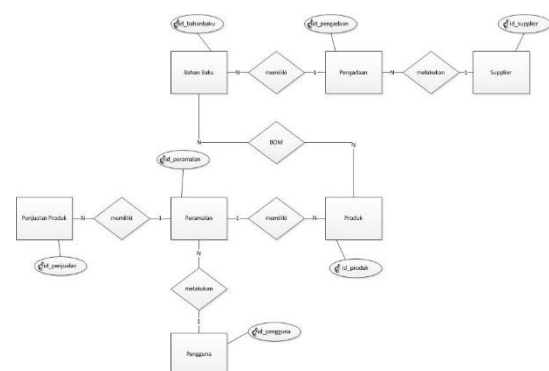 id_bahanbaku
id_pengadaan
id_supplier
Bahan Baku
N
memiliki
1
Pengadaan
N
melakukan
1
Supplier
N
BOM
N
id_peramalan
Penjualan Produk
N
memiliki
1
Peramalan
1
memiliki
N
Produk
id_penjualan
N
id_produk
melakukan
1
id_pengguna
Pengguna